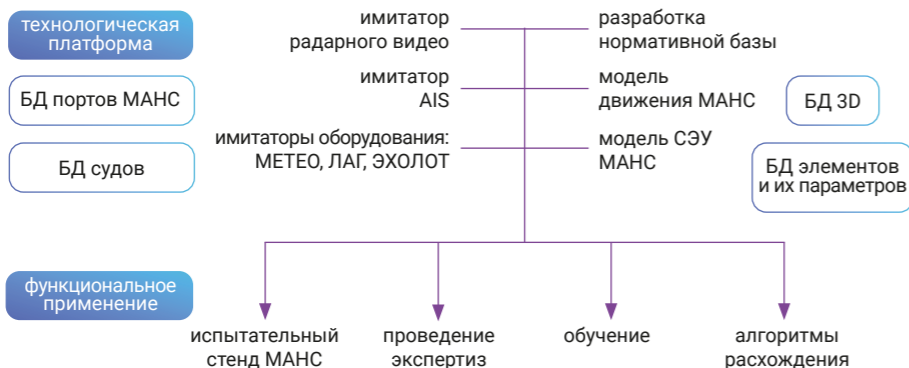 технологическая
платформа
БД портов МАНС
БД судов
имитатор
радарного видео
имитатор
AIS
имитаторы оборудования:
МЕТЕО, ЛАГ, ЭХОЛОТ
разработка
нормативной базы
модель
движения МАНС
модель СЭУ
МАНС
БД 3D
БД элементов
и их параметров
функциональное
применение
испытательный
стенд МАНС
проведение
экспертиз
обучение
алгоритмы
расхождения